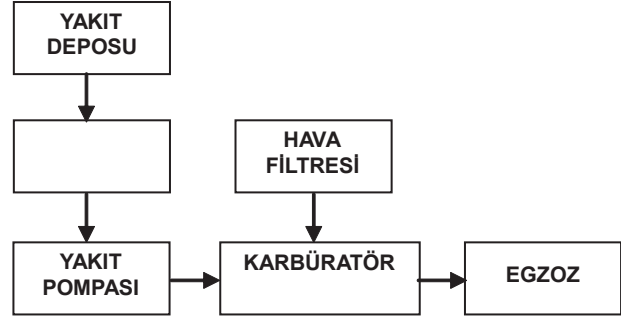 YAKIT
DEPOSU
HAVA
FİLTRESİ
YAKIT
POMPASI
KARBÜRATÖR
EGZOZ